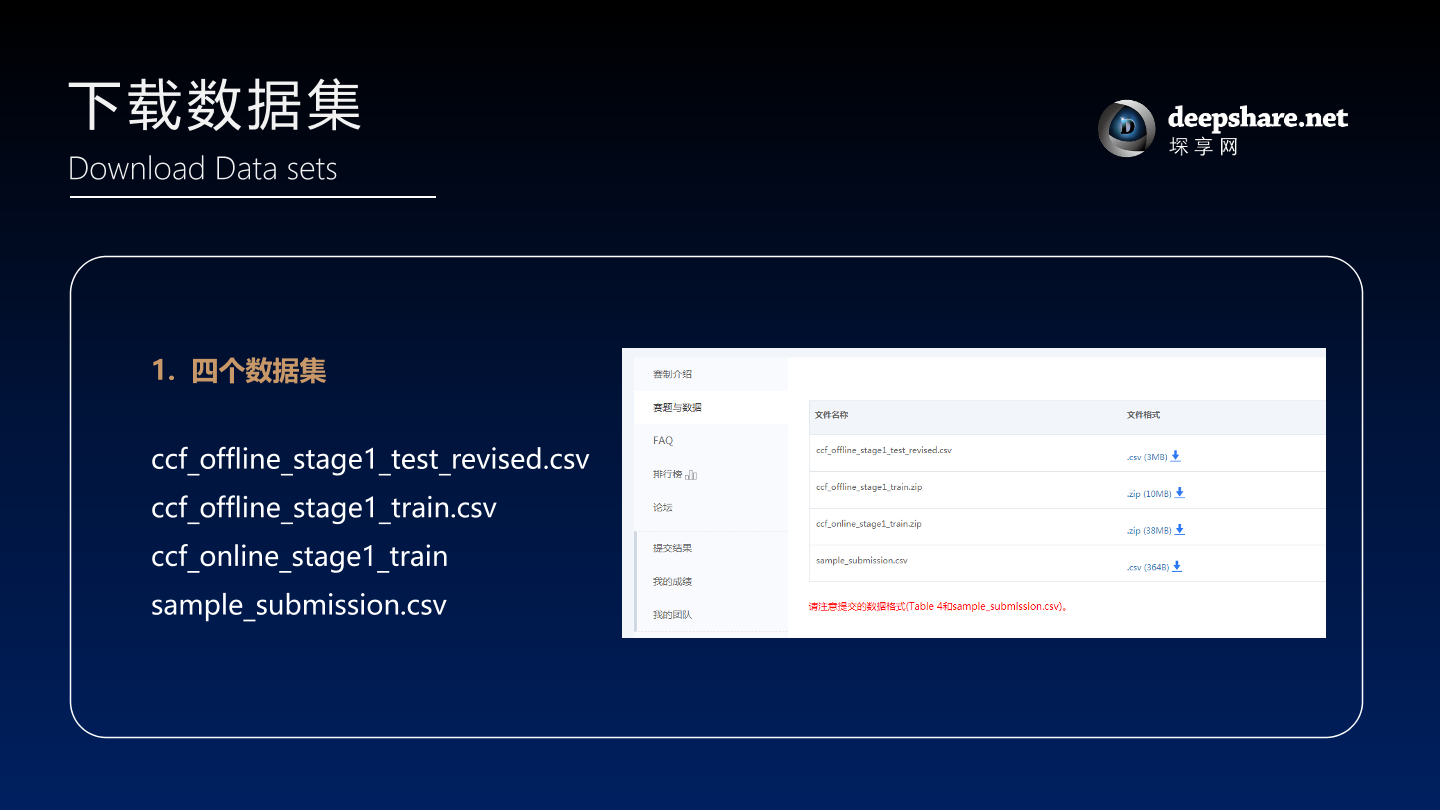 下载数据集
Download Data sets
deepshare.net
深享网
1. 四个数据集
ccf_offline_stage1_test_revised.csv
ccf_offline_stage1_train.csv
ccf_online_stage1_train
sample_submission.csv
赛制介绍
赛题与数据
FAQ
排行榜
论坛
提交结果
我的成绩
我的团队
文件名称 文件格式
ccf_offline_stage1_test_revised.csv .csv (3MB)
ccf_offline_stage1_train.zip .zip (10MB)
ccf_online_stage1_train.zip .zip (38MB)
sample_submission.csv .csv (364B)
请注意提交的数据格式(Table 4和sample_submission.csv)。